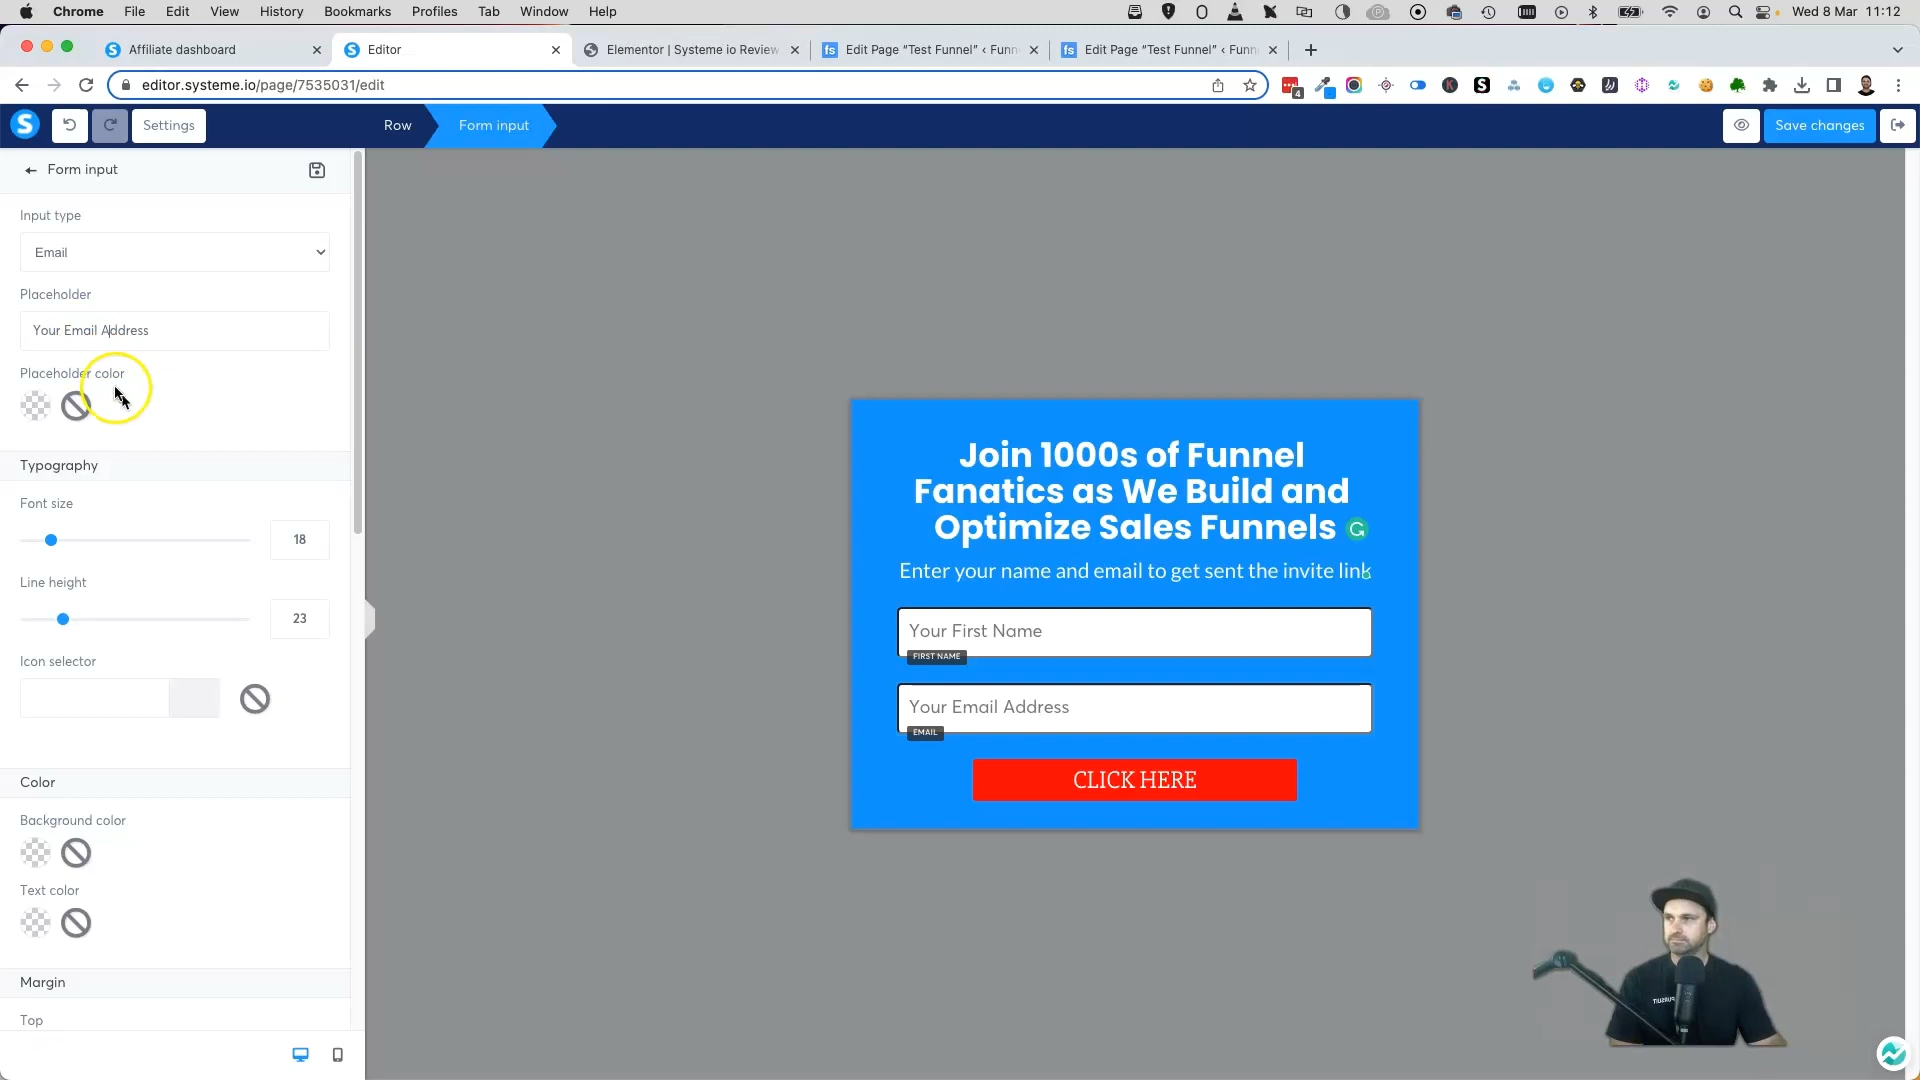 Chrome File Edit View History Bookmarks Profiles Tab Window Help
Wed 8 Mar 11:12
Affiliate dashboard
Editor
Elementor | Systeme io Review
Edit Page “Test Funnel” ‹ Funn
Edit Page “Test Funnel” ‹ Funn
editor.systeme.io/page/7535031/edit
4
Settings
Row
Form input
Save changes
Form input
Input type
Email
Placeholder
Your Email Address
Placeholder color
Typography
Font size
18
Line height
23
Icon selector
Color
Background color
Text color
Margin
Top
Join 1000s of Funnel
Fanatics as We Build and
Optimize Sales Funnels
Enter your name and email to get sent the invite link
Your First Name
FIRST NAME
Your Email Address
EMAIL
CLICK HERE